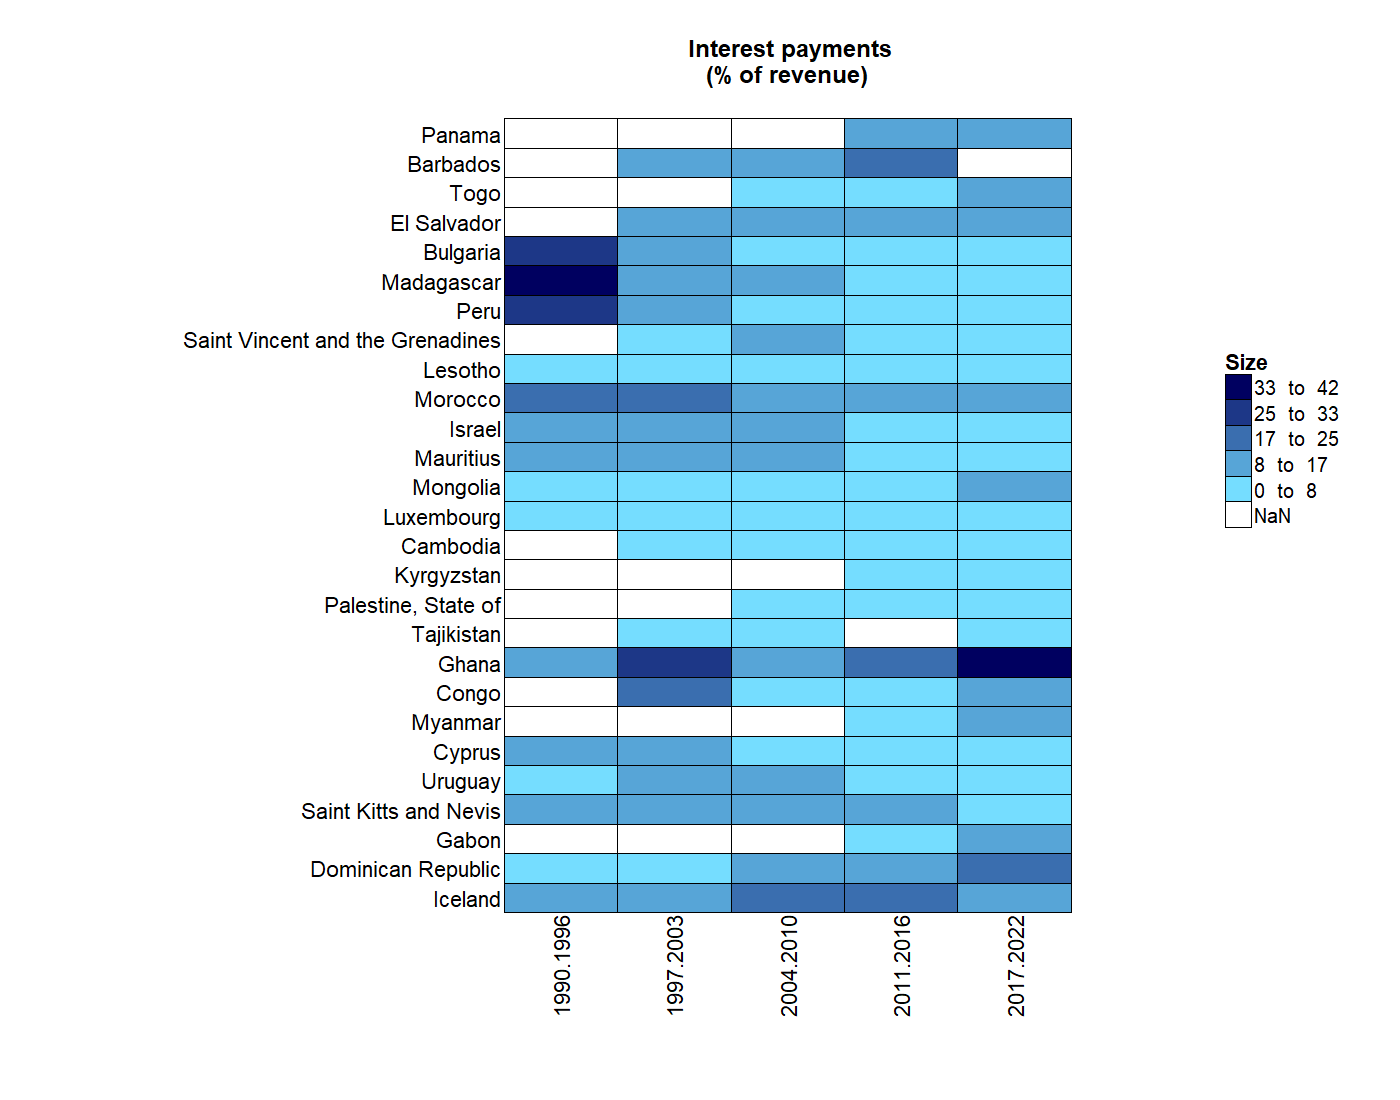 Interest payments
(% of revenue)
Panama
Barbados
Togo
El Salvador
Bulgaria
Madagascar
Peru
Saint Vincent and the Grenadines
Lesotho
Morocco
Israel
Mauritius
Mongolia
Luxembourg
Cambodia
Kyrgyzstan
Palestine, State of
Tajikistan
Ghana
Congo
Myanmar
Cyprus
Uruguay
Saint Kitts and Nevis
Gabon
Dominican Republic
Iceland
1990.1996
1997.2003
2004.2010
2011.2016
2017.2022
Size
33 to 42
25 to 33
17 to 25
8 to 17
0 to 8
NaN